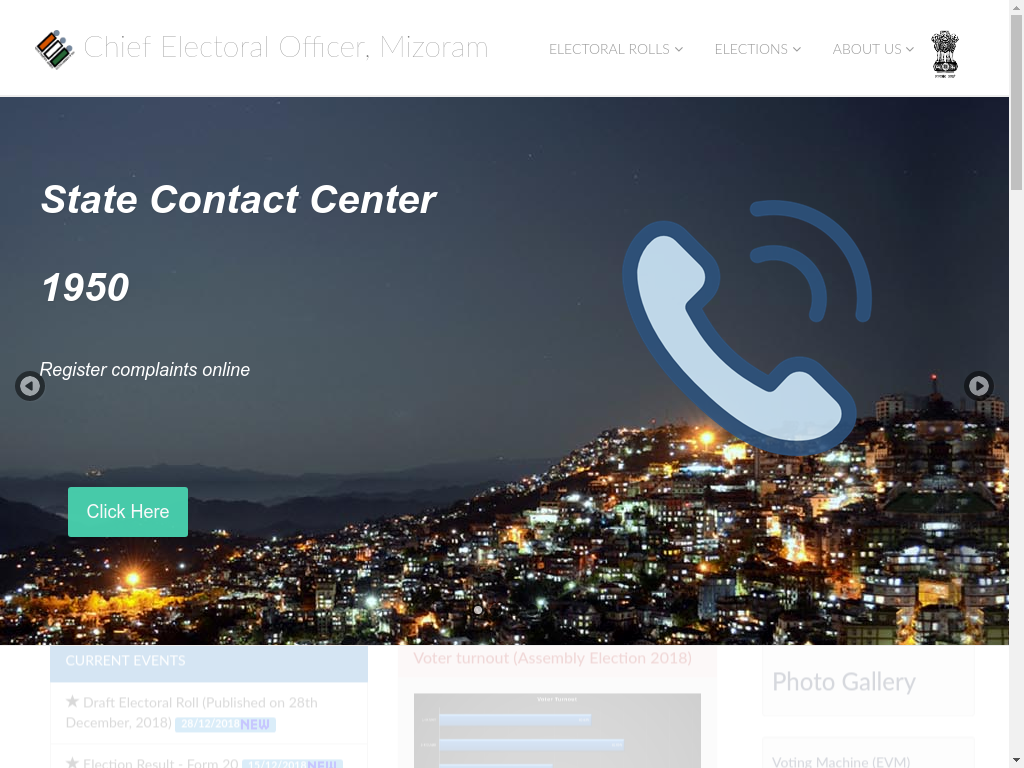 Chief Electoral Officer, Mizoram
ELECTORAL ROLLS
ELECTIONS
ABOUT US
State Contact Center
1950
Register complaints online
Click Here
CURRENT EVENTS
★ Draft Electoral Roll (Published on 28th
December, 2018) 28/12/2018 NEW
★ Election Result - Form 20 13/12/2018 NEW
Voter turnout (Assembly Election 2018)
Voter Turnout
Photo Gallery
Voting Machine (EVM)